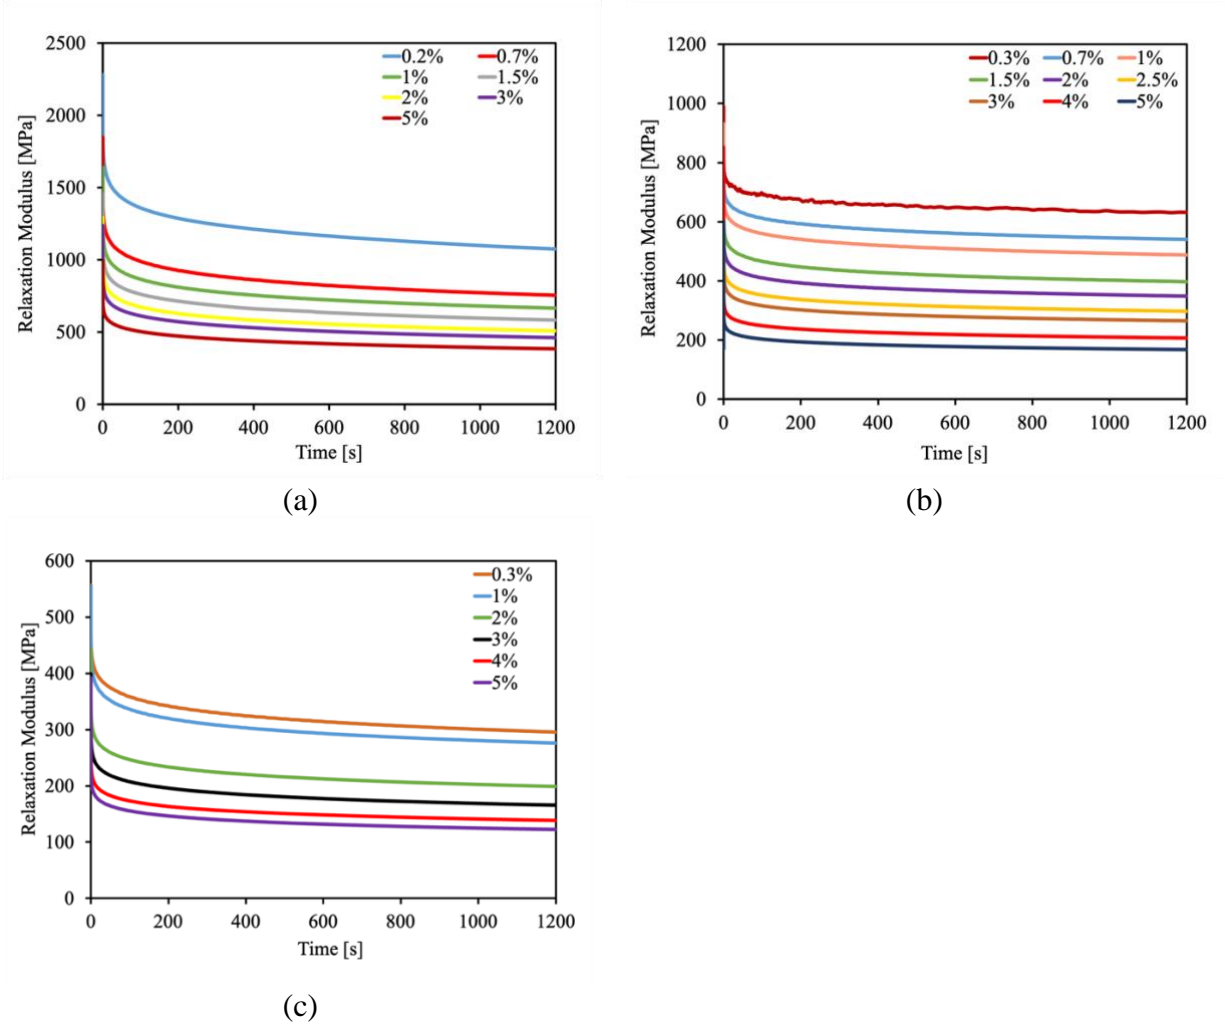 2500
2000
1500
1000
500
0
Relaxation Modulus [MPa]
0.2% 0.7%
1% 1.5%
2% 3%
5%
0 200 400 600 800 1000 1200
Time [s]
(a)
1200
1000
800
600
400
200
0
Relaxation Modulus [MPa]
0.3% 0.7% 1%
1.5% 2% 2.5%
3% 4% 5%
0 200 400 600 800 1000 1200
Time [s]
(b)
600
500
400
300
200
100
0
Relaxation Modulus [MPa]
0.3%
1%
2%
3%
4%
5%
0 200 400 600 800 1000 1200
Time [s]
(c)